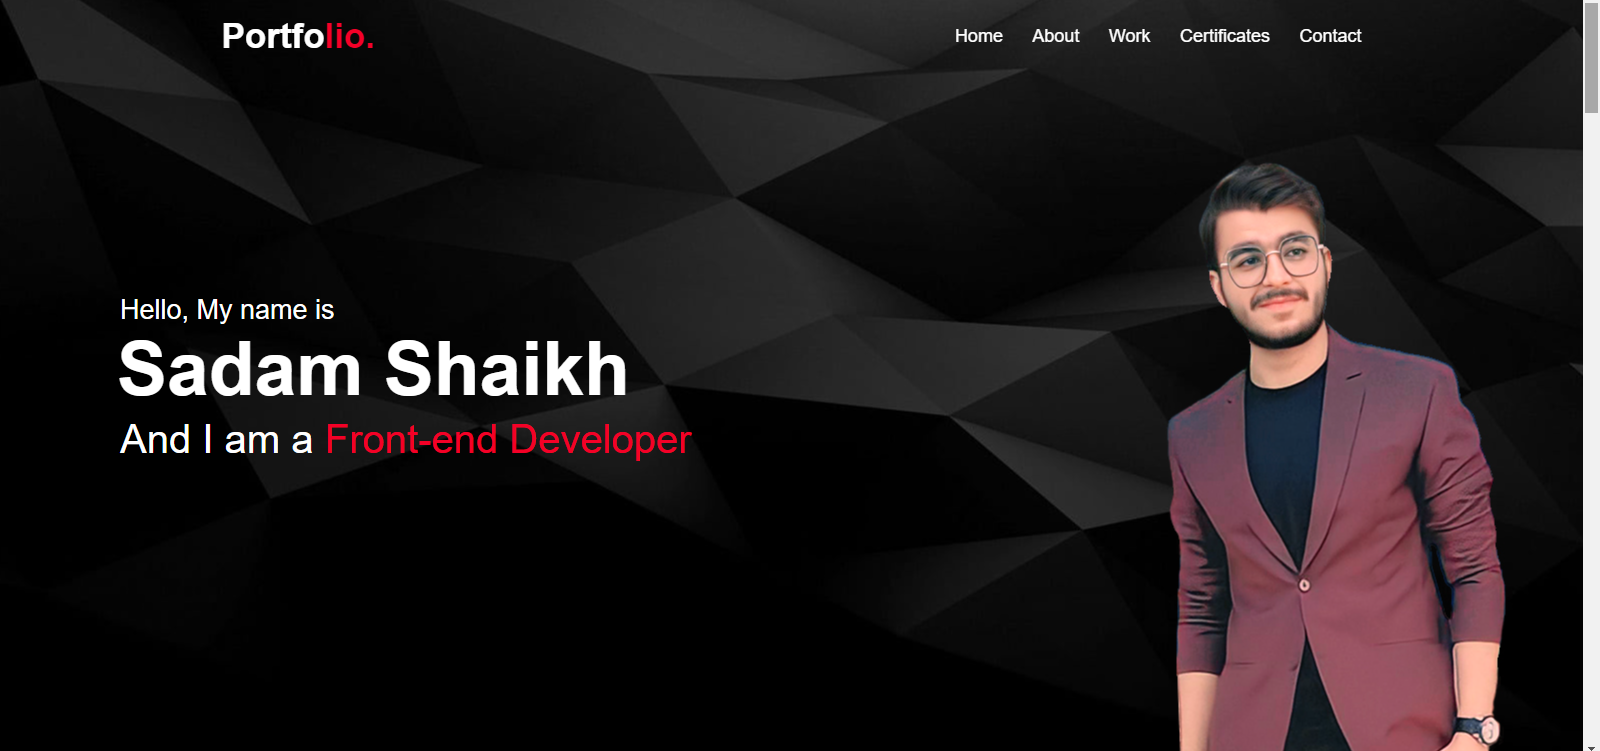 Portfolio.
Home About Work Certificates Contact
Hello, My name is
Sadam Shaikh
And I am a Front-end Developer